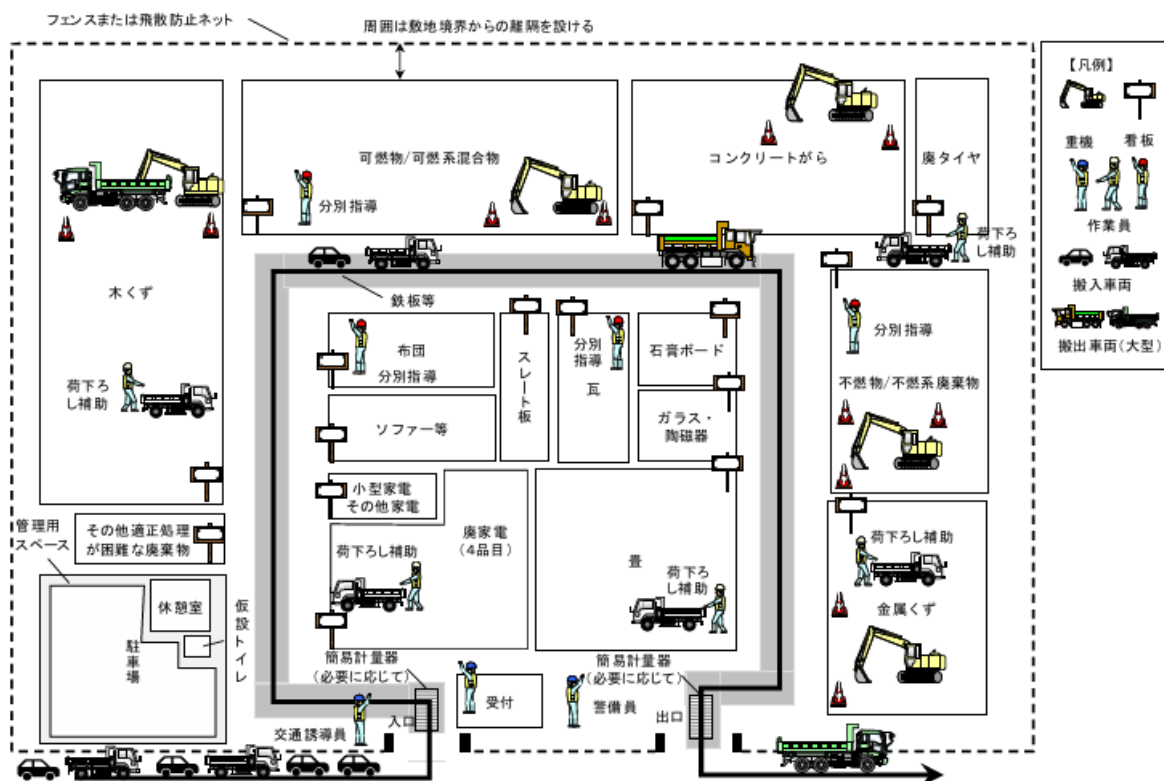 フェンスまたは飛散防止ネット
周囲は敷地境界からの離隔を設ける
【凡例】
重機
看板
作業員
搬入車両
搬出車両(大型)
可燃物/可燃系混合物
分別指導
コンクリートがら
廃タイヤ
荷下ろ
し補助
木くず
鉄板等
布団
分別指導
スレート板
分別
指導
瓦
石膏ボード
分別指導
不燃物/不燃系廃棄物
荷下ろ
し補助
ソファー等
ガラス・
陶磁器
小型家電
その他家電
廃家電
(4品目)
畳
管理用
スペース
その他適正処理
が困難な廃棄物
荷下ろし補助
荷下ろ
し補助
荷下ろし補助
金属くず
休憩室
仮設トイレ
駐車場
簡易計量器
(必要に応じて)
簡易計量器
(必要に応じて)
受付
警備員
入口
出口
交通誘導員